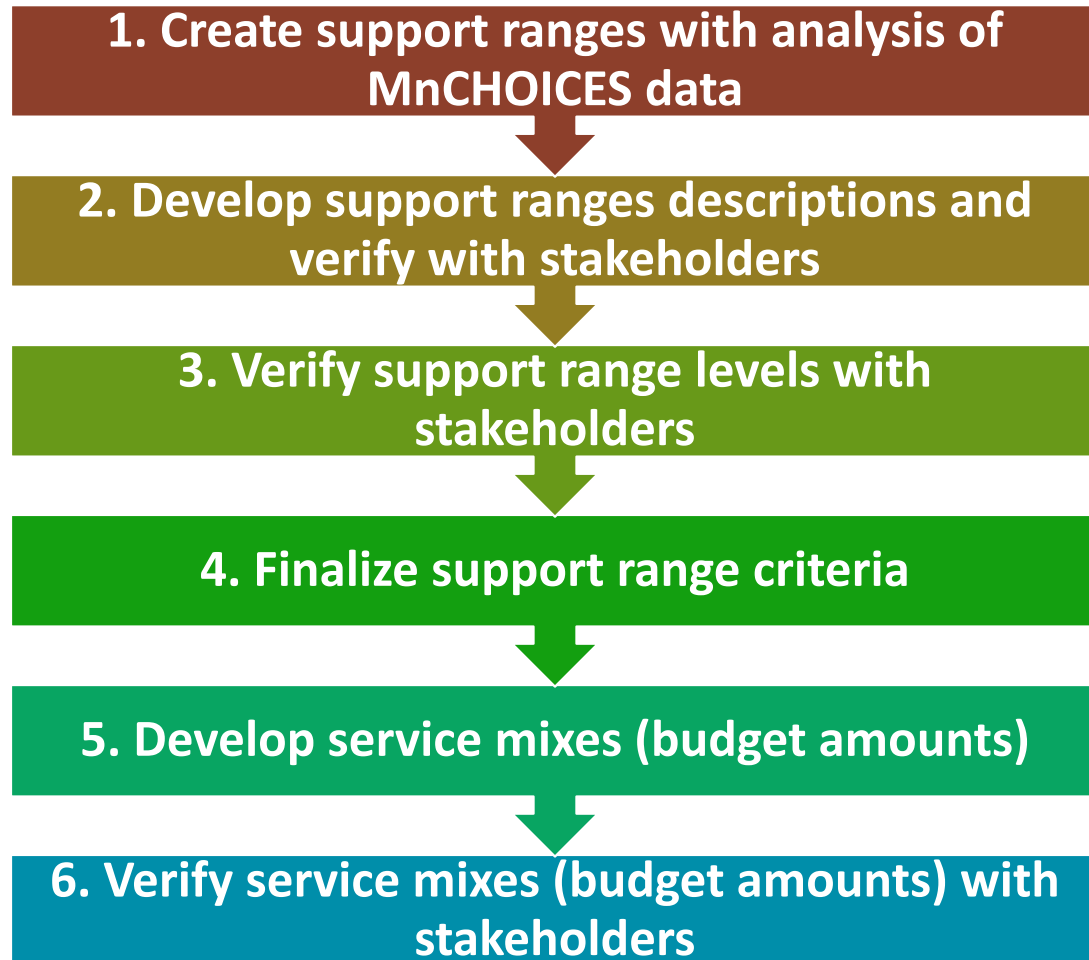 1. Create support ranges with analysis of
MnCHOICES data
2. Develop support ranges descriptions and
verify with stakeholders
3. Verify support range levels with
stakeholders
4. Finalize support range criteria
5. Develop service mixes (budget amounts)
6. Verify service mixes (budget amounts) with
stakeholders